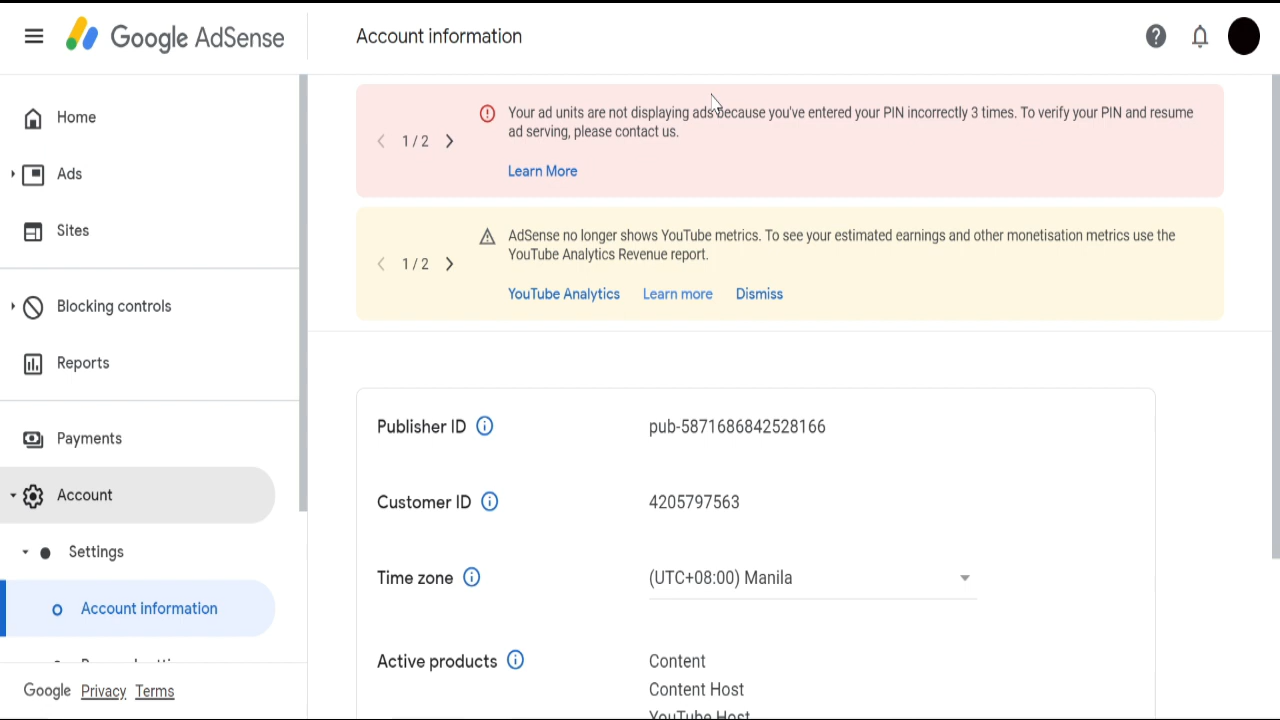 Google AdSense
Account information
Home
Ads
Sites
Blocking controls
Reports
Payments
Account
Settings
Account information
Google Privacy Terms
1 / 2
Your ad units are not displaying ads because you've entered your PIN incorrectly 3 times. To verify your PIN and resume
ad serving, please contact us.
Learn More
1 / 2
AdSense no longer shows YouTube metrics. To see your estimated earnings and other monetisation metrics use the
YouTube Analytics Revenue report.
YouTube Analytics Learn more Dismiss
Publisher ID pub-5871686842528166
Customer ID 4205797563
Time zone (UTC+08:00) Manila
Active products Content
Content Host
YouTube Host